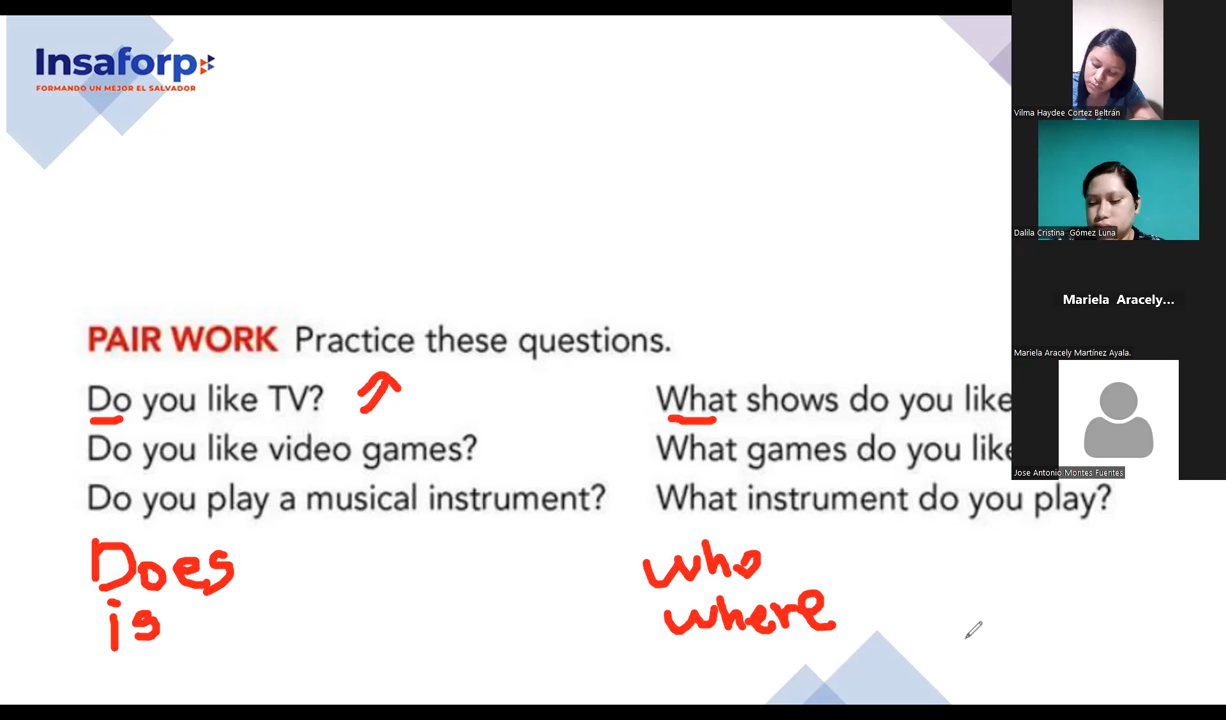 Insaforp
FORMANDO UN MEJOR EL SALVADOR
PAIR WORK Practice these questions.
Do you like TV?
Do you like video games?
Do you play a musical instrument?
Does
is
What shows do you like
What games do you like
What instrument do you play?
who
where
Vilma Haydee Cortez Beltrán
Dalila Cristina Gómez Luna
Mariela Aracely...
Mariela Aracely Martínez Ayala.
Jose Antonio Montes Fuentes